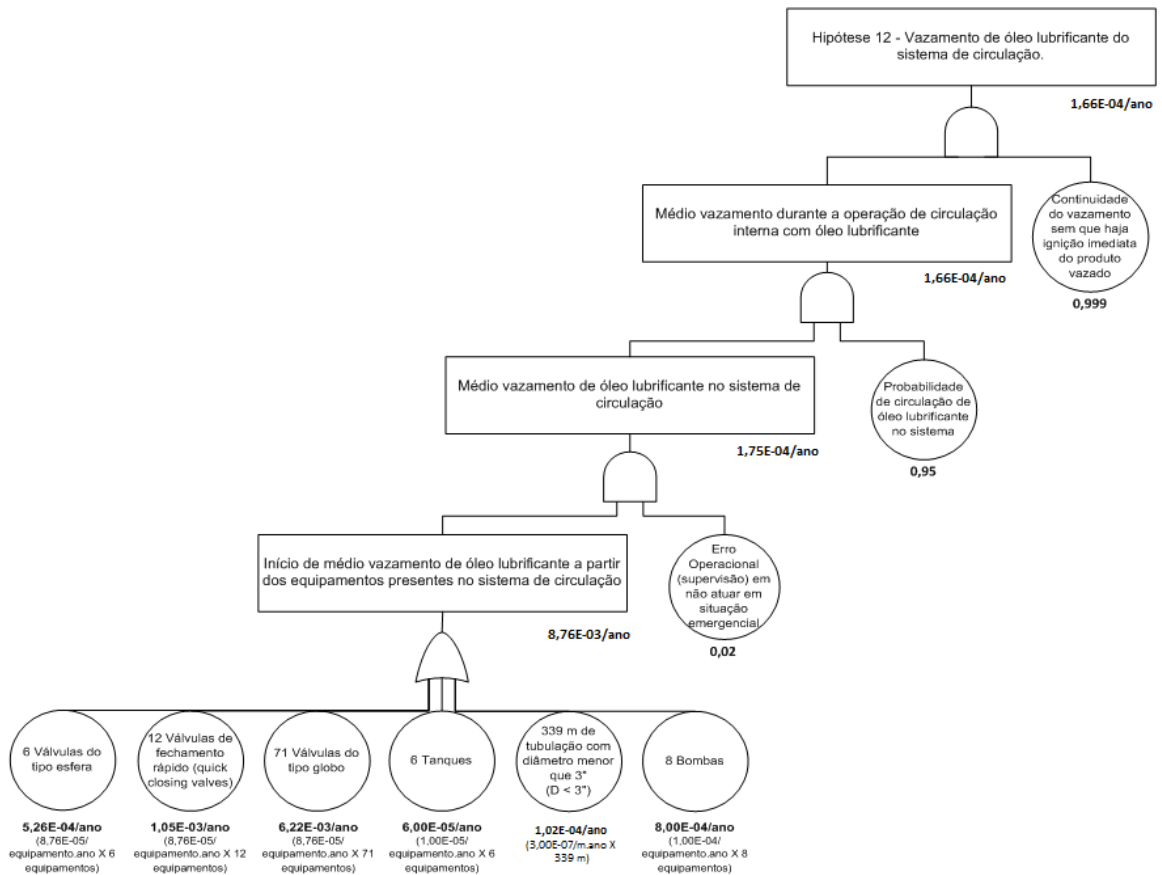 Hipótese 12 - Vazamento de óleo lubrificante do
sistema de circulação.
1,66E-04/ano
Médio vazamento durante a operação de circulação
interna com óleo lubrificante
1,66E-04/ano
Continuidade
do vazamento
sem que haja
ignição imediata
do produto
vazado
0,999
Médio vazamento de óleo lubrificante no sistema de
circulação
1,75E-04/ano
Probabilidade
de circulação de
óleo lubrificante
no sistema
0,95
Início de médio vazamento de óleo lubrificante a partir
dos equipamentos presentes no sistema de circulação
8,76E-03/ano
Erro
Operacional
(supervisão) em
não atuar em
situação
emergencial
0,02
6 Válvulas do
tipo esfera
5,26E-04/ano
(8,76E-05/
equipamento.ano X 6
equipamentos)
12 Válvulas de
fechamento
rápido (quick
closing valves)
1,05E-03/ano
(8,76E-05/
equipamento.ano X 12
equipamentos)
71 Válvulas do
tipo globo
6,22E-03/ano
(8,76E-05/
equipamento.ano X 71
equipamentos)
6 Tanques
6,00E-05/ano
(1,00E-05/
equipamento.ano X 6
equipamentos)
339 m de
tubulação com
diâmetro menor
que 3"
(D < 3")
1,02E-04/ano
(3,00E-07/m.ano X
339 m)
8 Bombas
8,00E-04/ano
(1,00E-04/
equipamento.ano X 8
equipamentos)